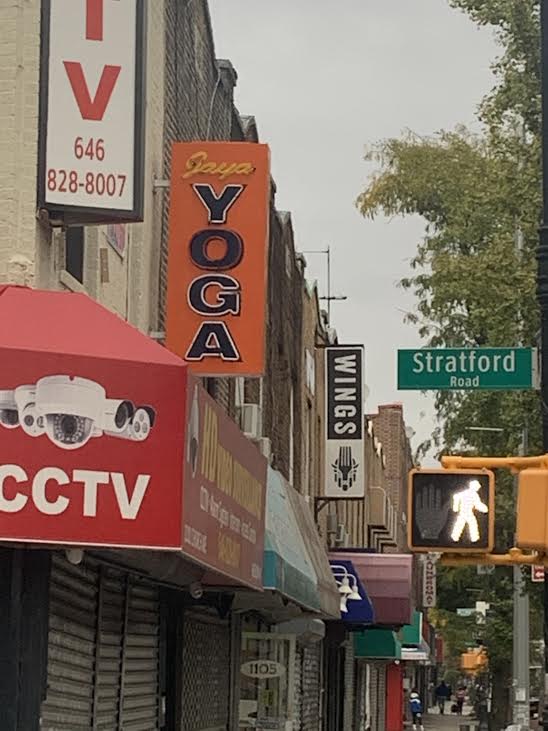 TV
646
828-8007
Jaya
YOGA
WINGS
Stratford
Road
CCTV
1105